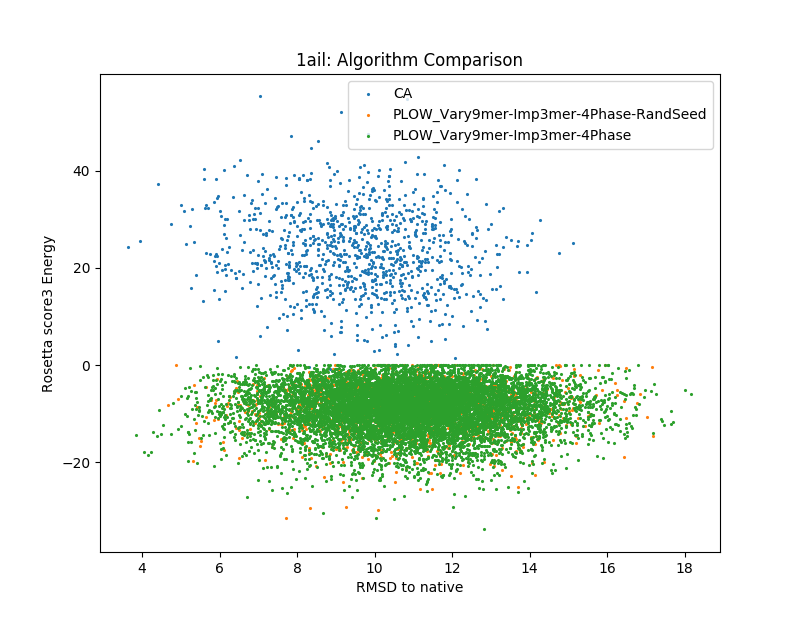 1ail: Algorithm Comparison
CA
PLOW_Vary9mer-Imp3mer-4Phase-RandSeed
PLOW_Vary9mer-Imp3mer-4Phase
Rosetta score3 Energy
40
20
0
−20
4 6 8 10 12 14 16 18
RMSD to native